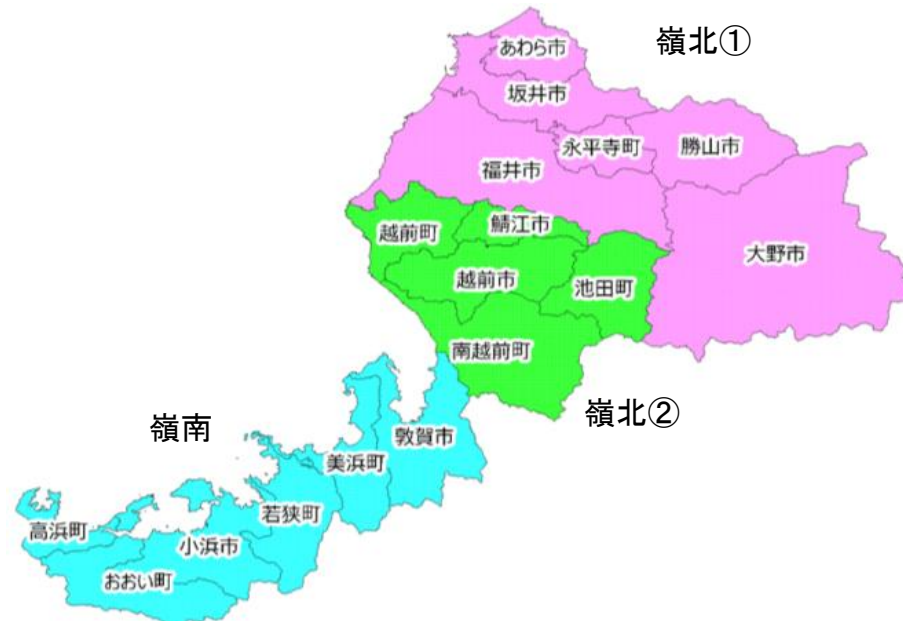 嶺北①
あわら市
坂井市
永平寺町
勝山市
福井市
大野市
越前町
鯖江市
越前市
池田町
南越前町
嶺北②
嶺南
敦賀市
美浜町
若狭町
高浜町
小浜市
おおい町